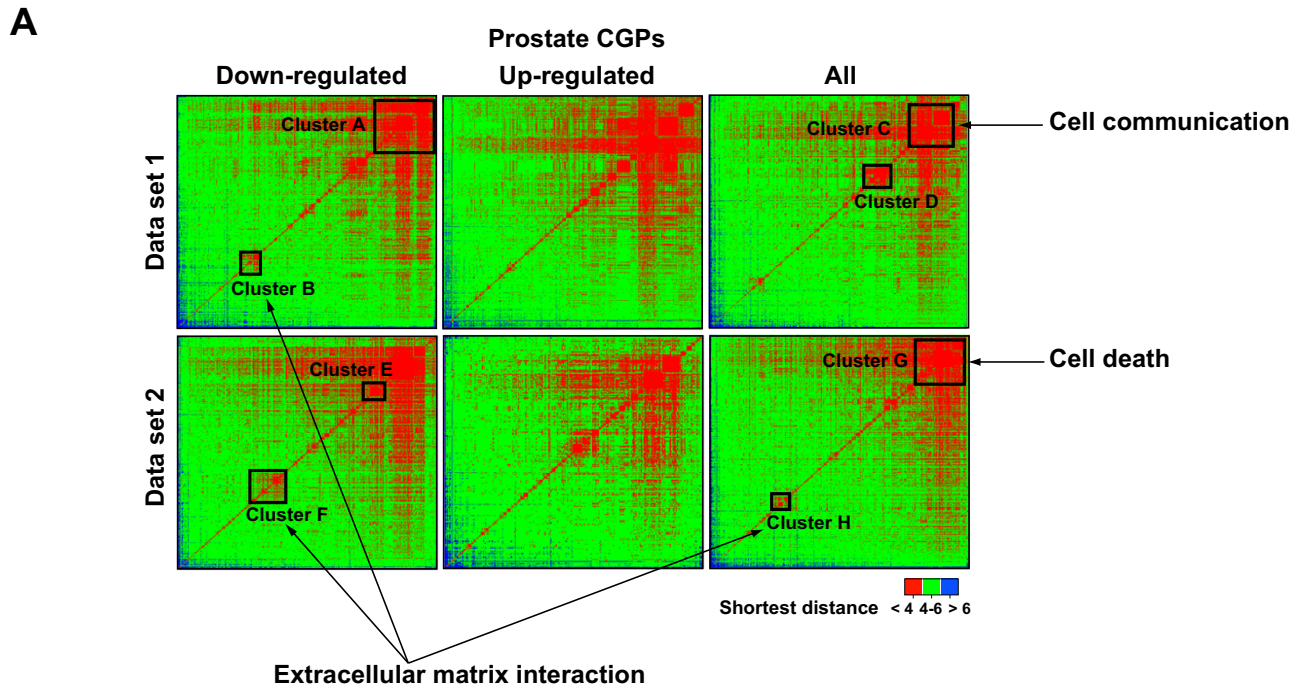 A
Prostate CGPs
Down-regulated Up-regulated All
Data set 1
Cluster A
Cluster B
Cluster C
Cluster D
Cell communication
Data set 2
Cluster E
Cluster F
Cluster G
Cluster H
Cell death
Shortest distance < 4 4-6 > 6
Extracellular matrix interaction